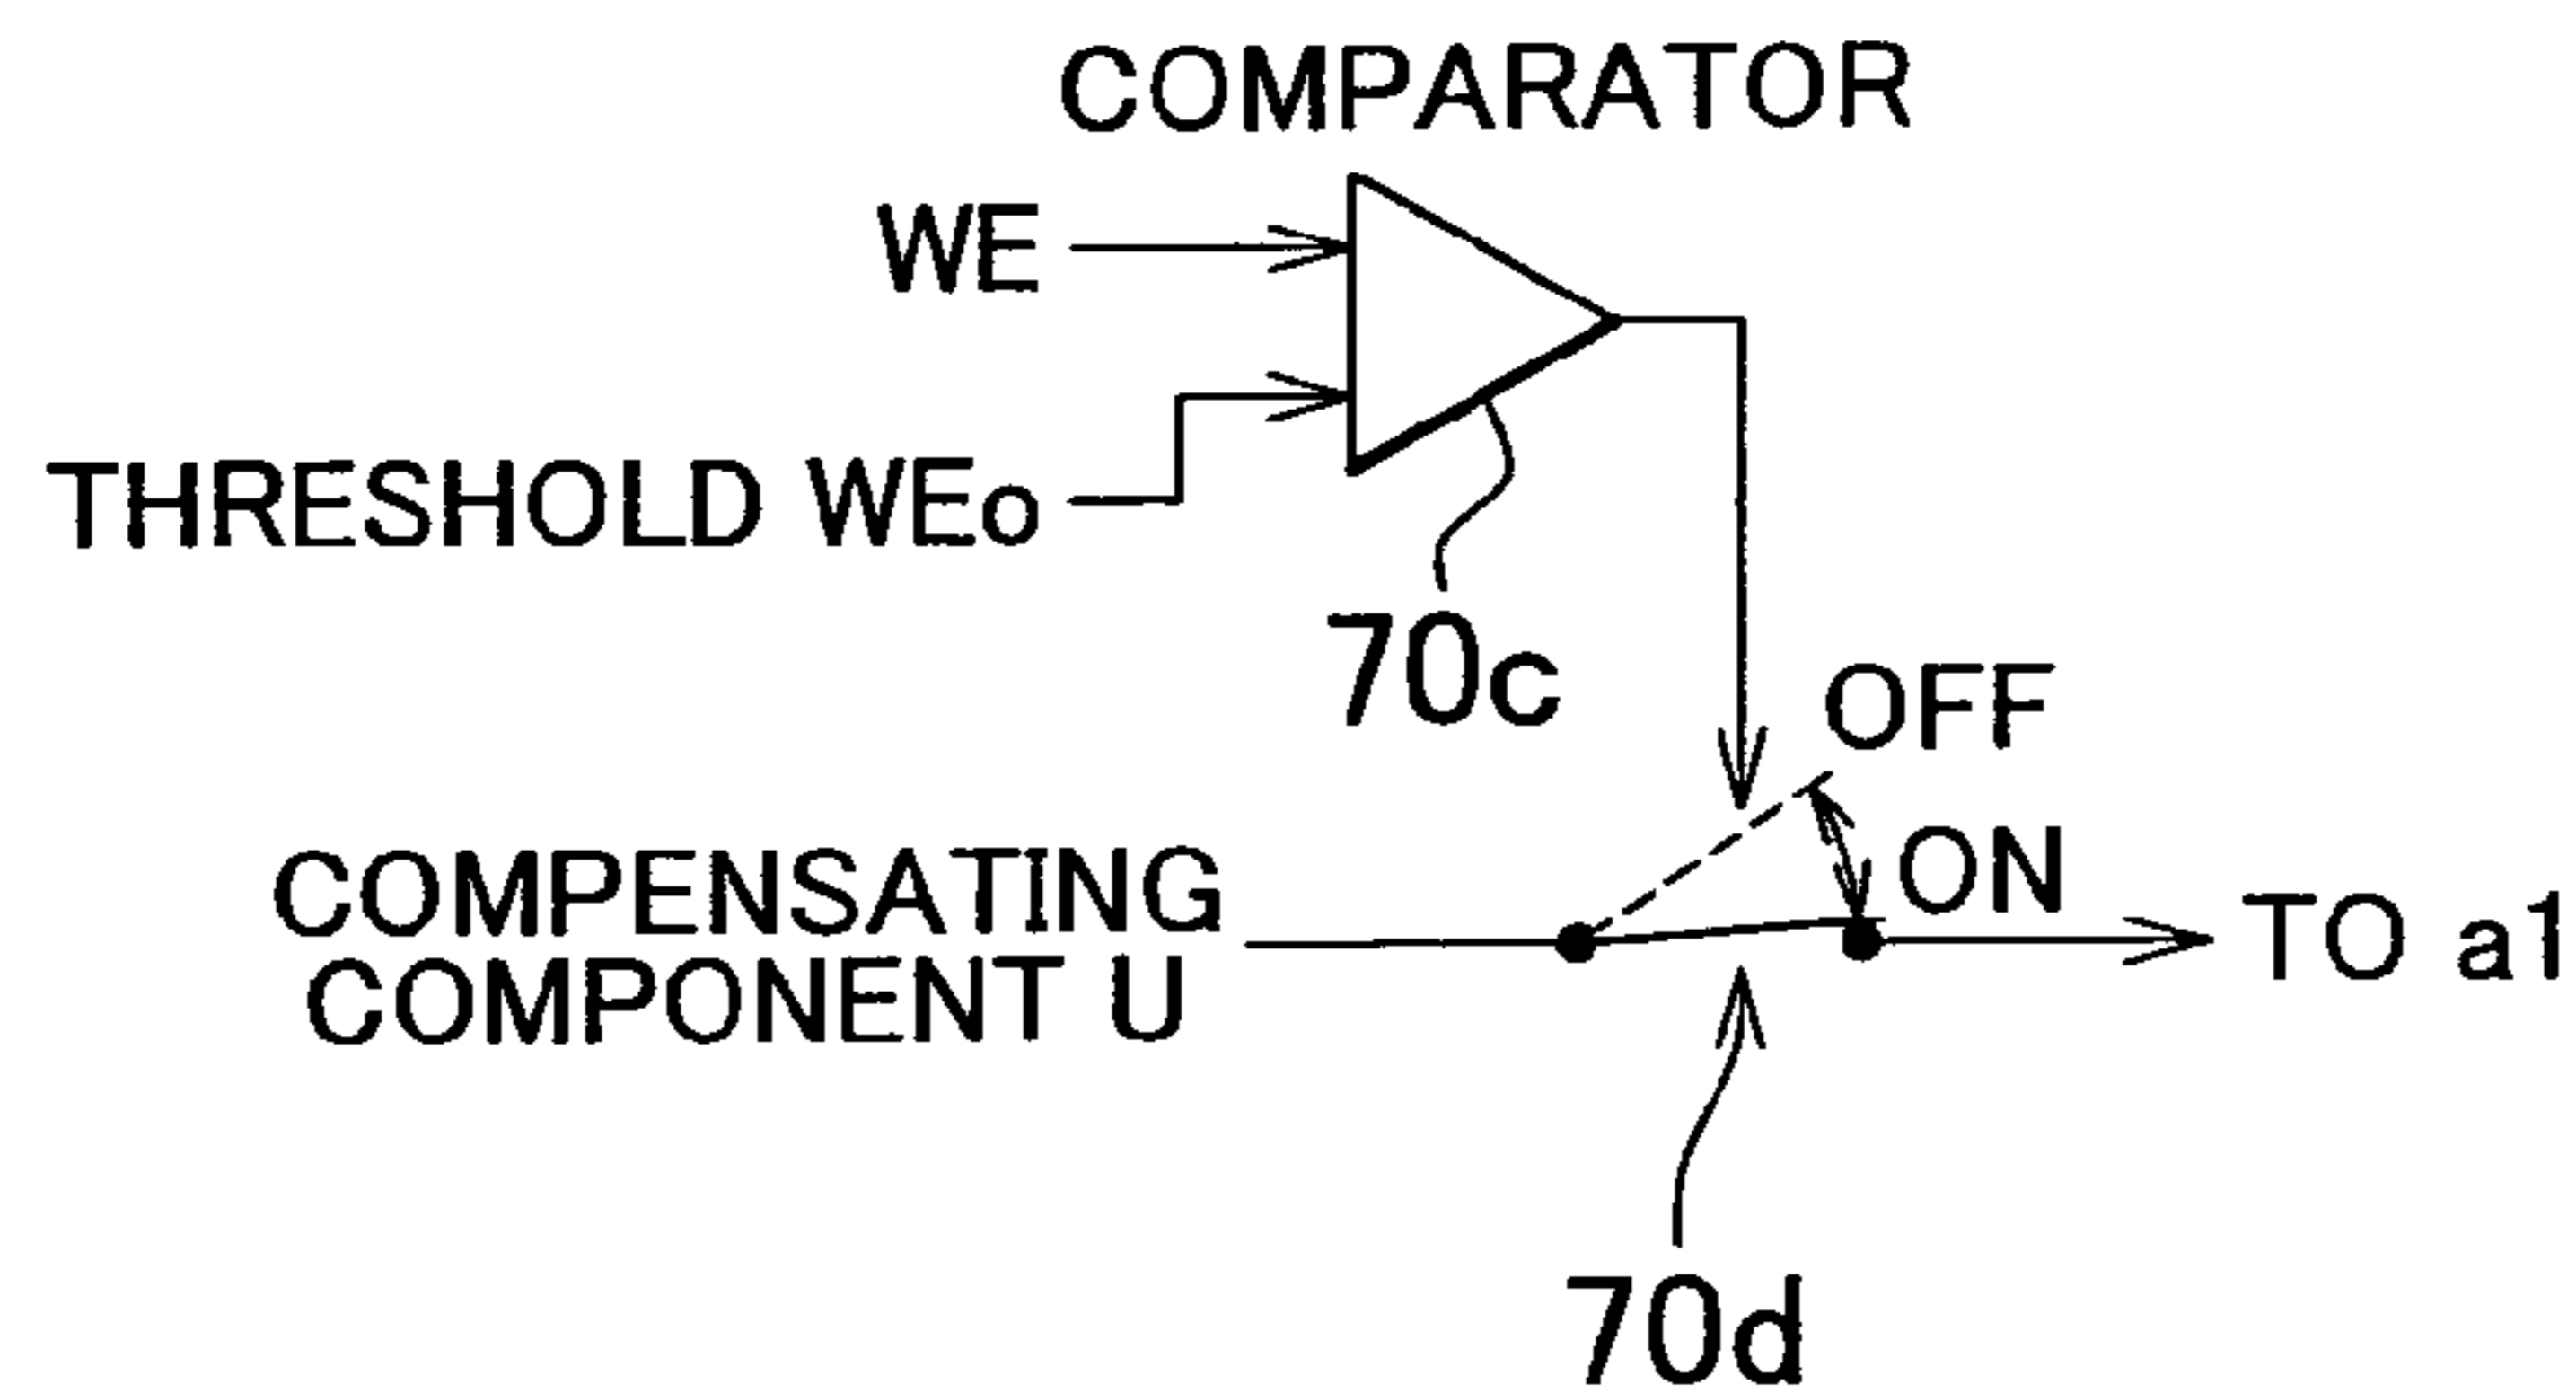 COMPARATOR
WE
THRESHOLD WEo
70c
OFF
ON
COMPENSATING
COMPONENT U
TO a1
70d